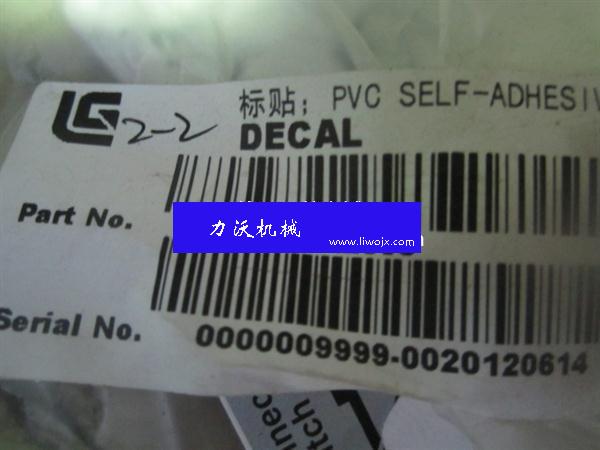 LG 2-2
标贴; PVC SELF-ADHESIV
DECAL
Part No.
力沃机械
www.liwojx.com
Serial No.
0000009999-0020120614